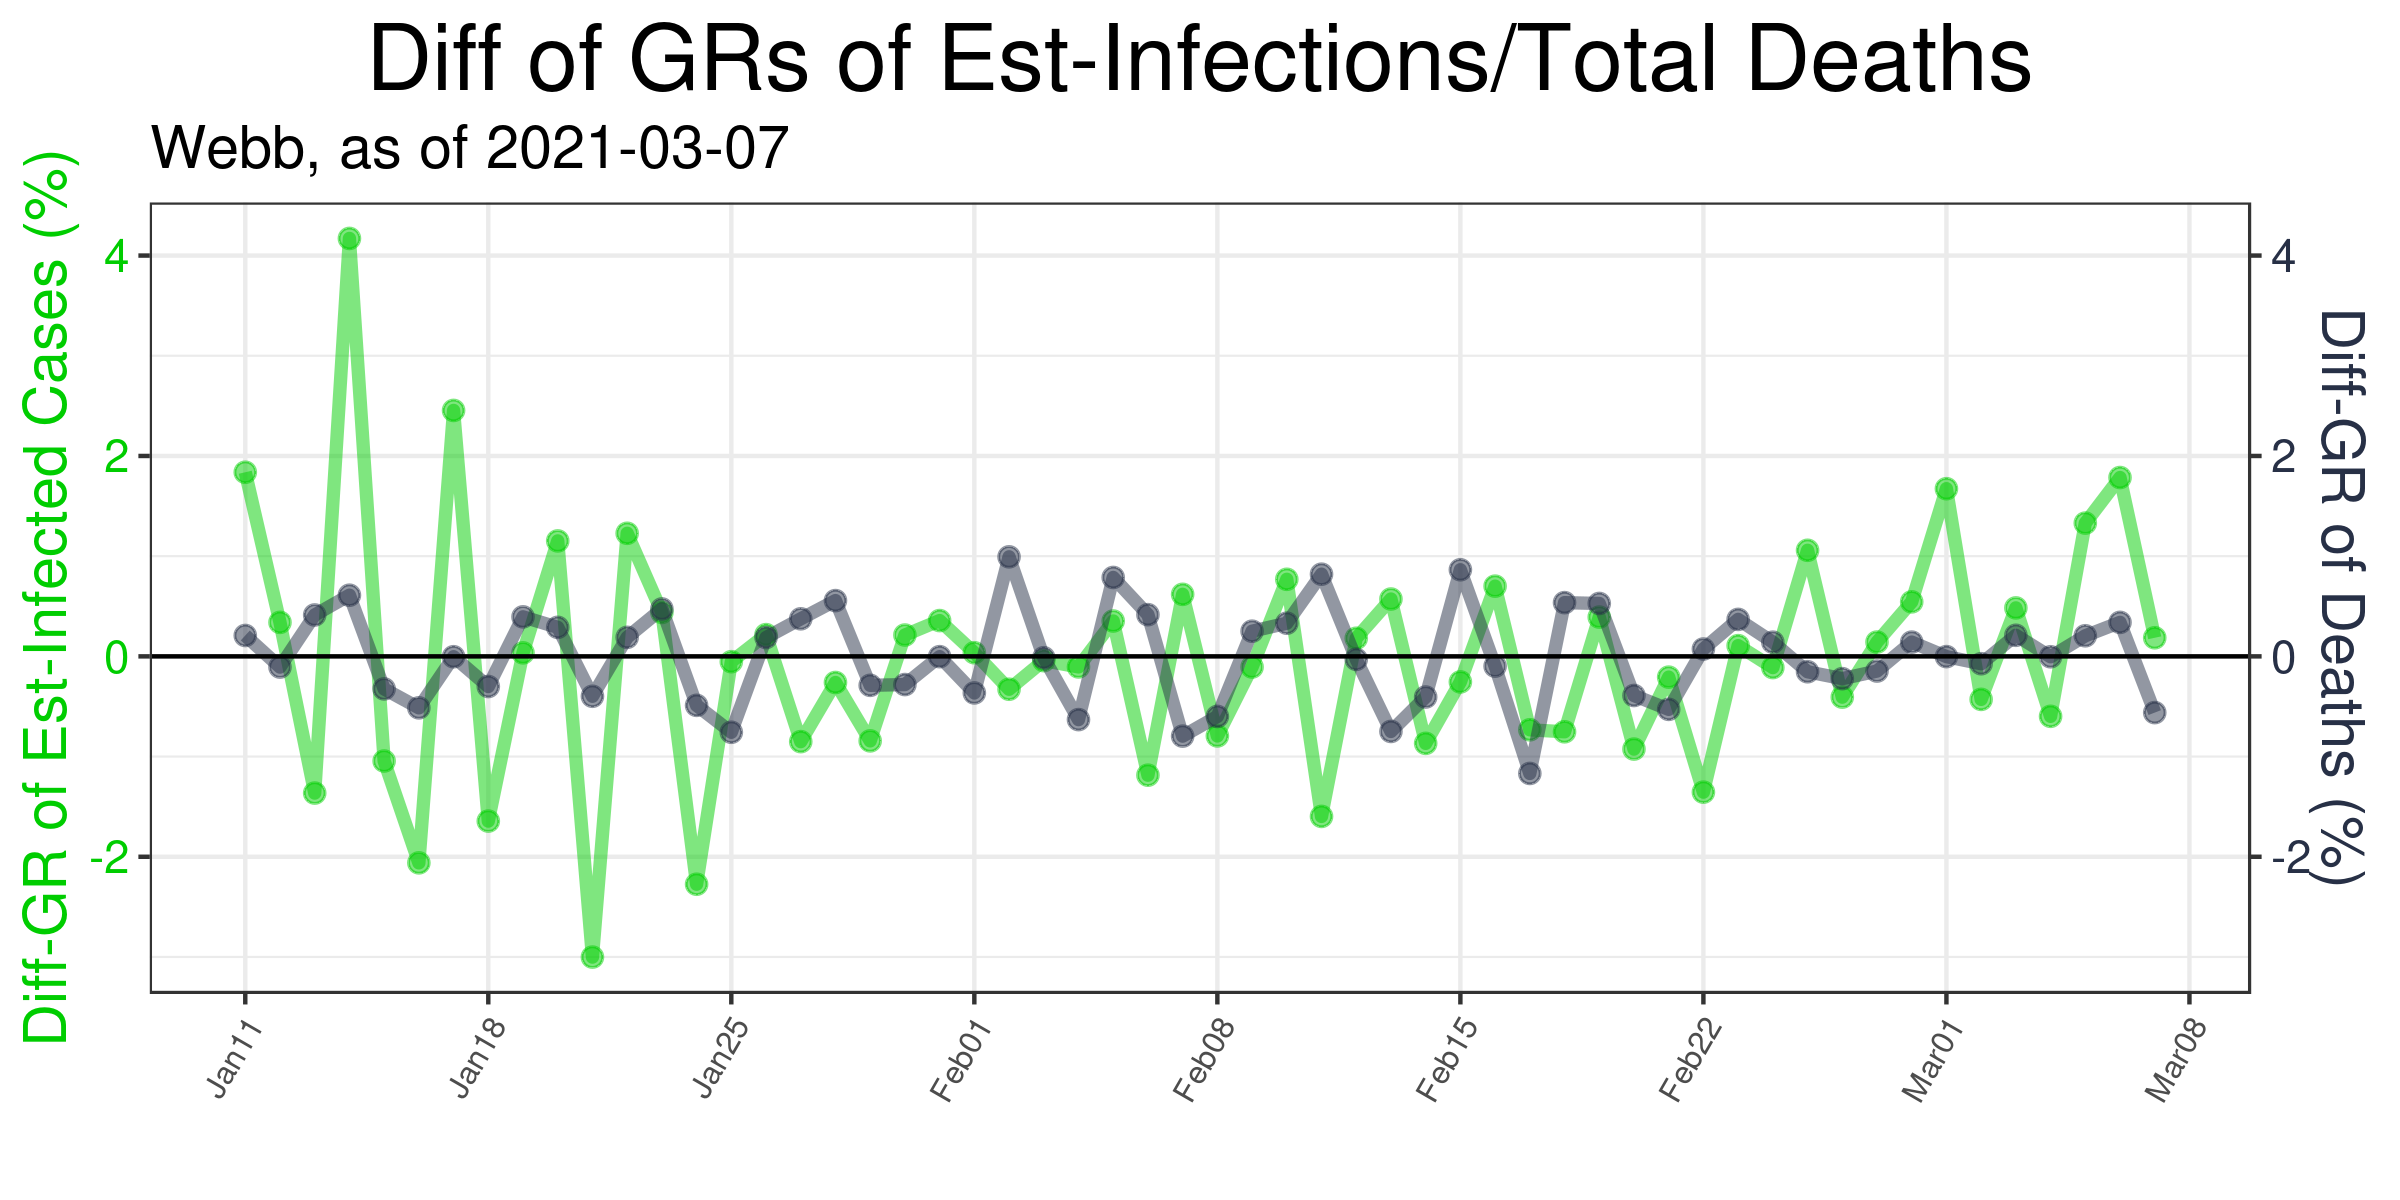 Diff of GRs of Est-Infections/Total Deaths
Webb, as of 2021-03-07
Diff-GR of Est-Infected Cases (%)
4
2
0
-2
4
2
0
-2
Diff-GR of Deaths (%)
Jan11
Jan18
Jan25
Feb01
Feb08
Feb15
Feb22
Mar01
Mar08